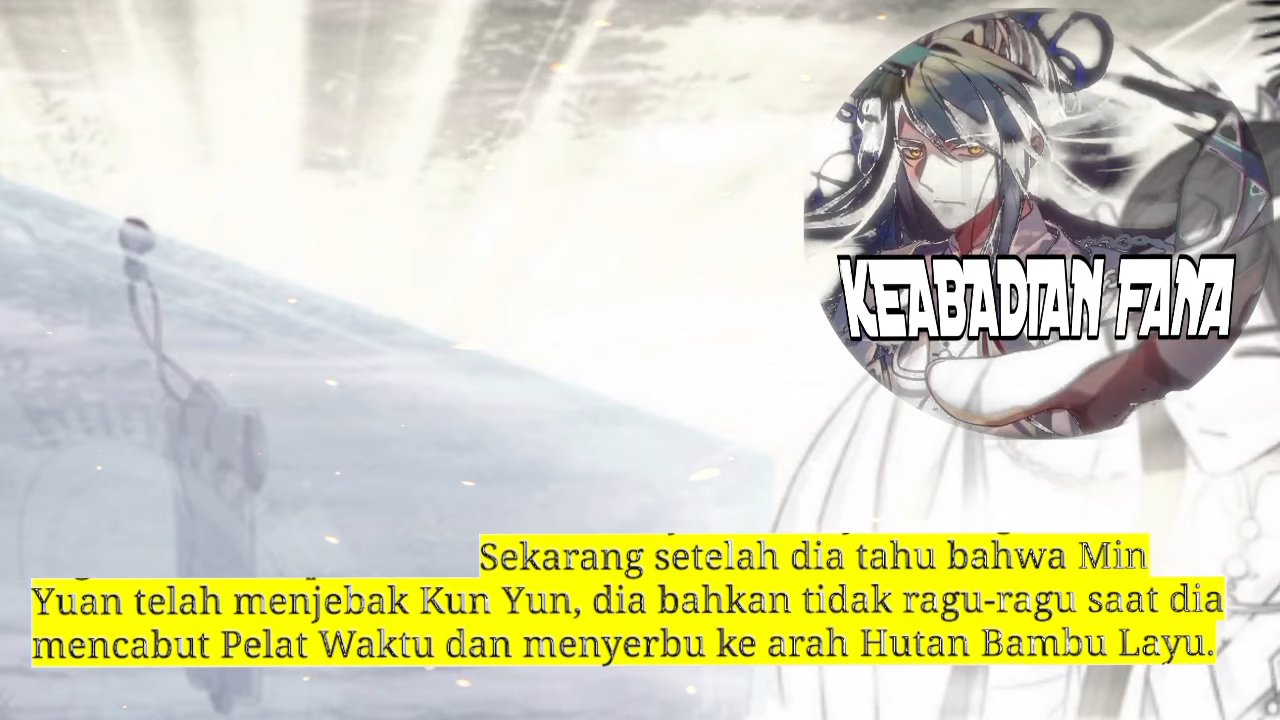 KEABADIAN FANA
Sekarang setelah dia tahu bahwa Min
Yuan telah menjebak Kun Yun, dia bahkan tidak ragu-ragu saat dia
mencabut Pelat Waktu dan menyerbu ke arah Hutan Bambu Layu.